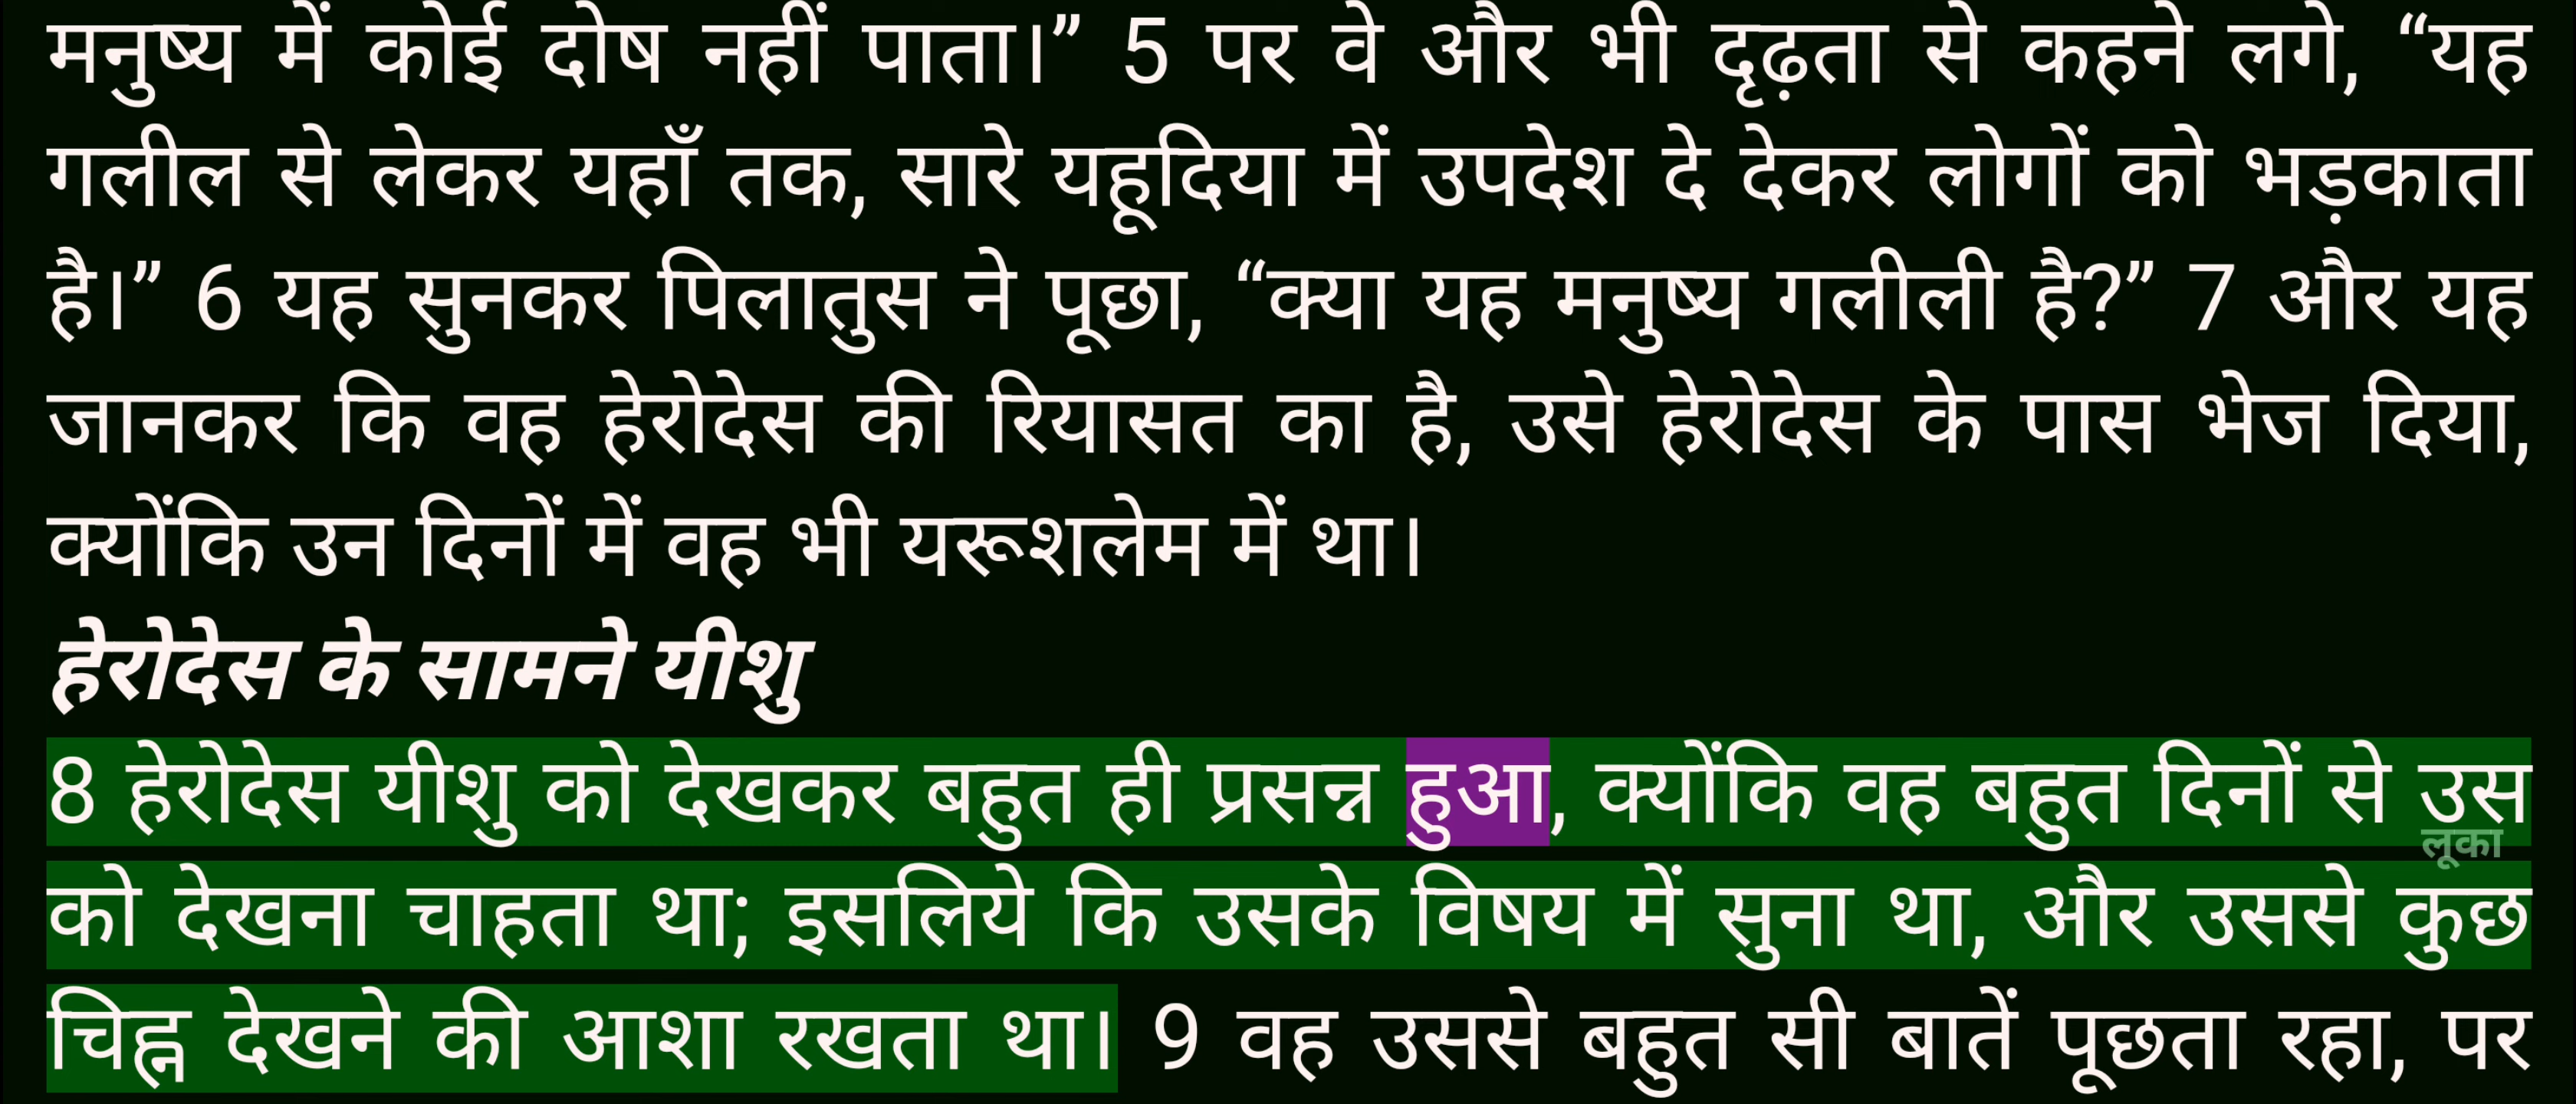 मनुष्य में कोई दोष नहीं पाता।” 5 पर वे और भी दृढ़ता से कहने लगे, “यह
गलील से लेकर यहाँ तक, सारे यहूदिया में उपदेश दे देकर लोगों को भड़काता
है।” 6 यह सुनकर पिलातुस ने पूछा, “क्या यह मनुष्य गलीली है?” 7 और यह
जानकर कि वह हेरोदेस की रियासत का है, उसे हेरोदेस के पास भेज दिया,
क्योंकि उन दिनों में वह भी यरूशलेम में था।
हेरोदेस के सामने यीशु
8 हेरोदेस यीशु को देखकर बहुत ही प्रसन्न हुआ, क्योंकि वह बहुत दिनों से उस
लूका
को देखना चाहता था; इसलिये कि उसके विषय में सुना था, और उससे कुछ
चिह्न देखने की आशा रखता था। 9 वह उससे बहुत सी बातें पूछता रहा, पर